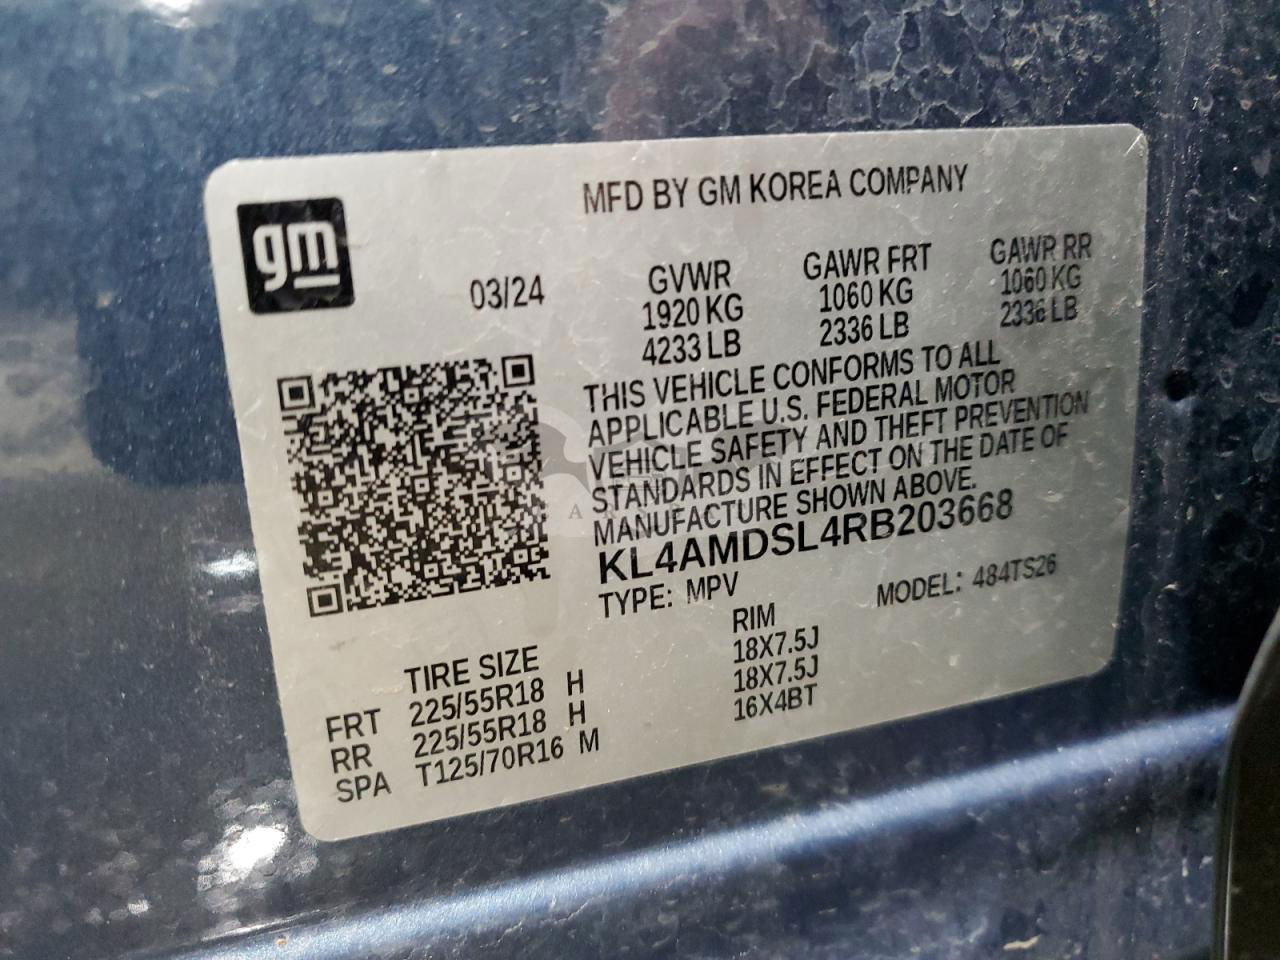 gm
MFD BY GM KOREA COMPANY
03/24
GVWR GAWR FRT GAWR RR
1920 KG 1060 KG 1060 KG
4233 LB 2336 LB 2336 LB
THIS VEHICLE CONFORMS TO ALL
APPLICABLE U.S. FEDERAL MOTOR
VEHICLE SAFETY AND THEFT PREVENTION
STANDARDS IN EFFECT ON THE DATE OF
MANUFACTURE SHOWN ABOVE.
KL4AMDSL4RB203668
TYPE: MPV MODEL: 484TS26
TIRE SIZE RIM
FRT 225/55R18 H 18X7.5J
RR 225/55R18 H 18X7.5J
SPA T125/70R16 M 16X4BT